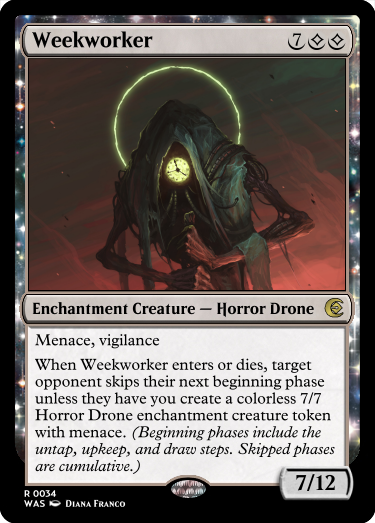 Weekworker 7
Enchantment Creature — Horror Drone
Menace, vigilance
When Weekworker enters or dies, target
opponent skips their next beginning phase
unless they have you create a colorless 7/7
Horror Drone enchantment creature token
with menace. (Beginning phases include the
untap, upkeep, and draw steps. Skipped phases
are cumulative.)
7/12
R 0034
WAS Diana Franco